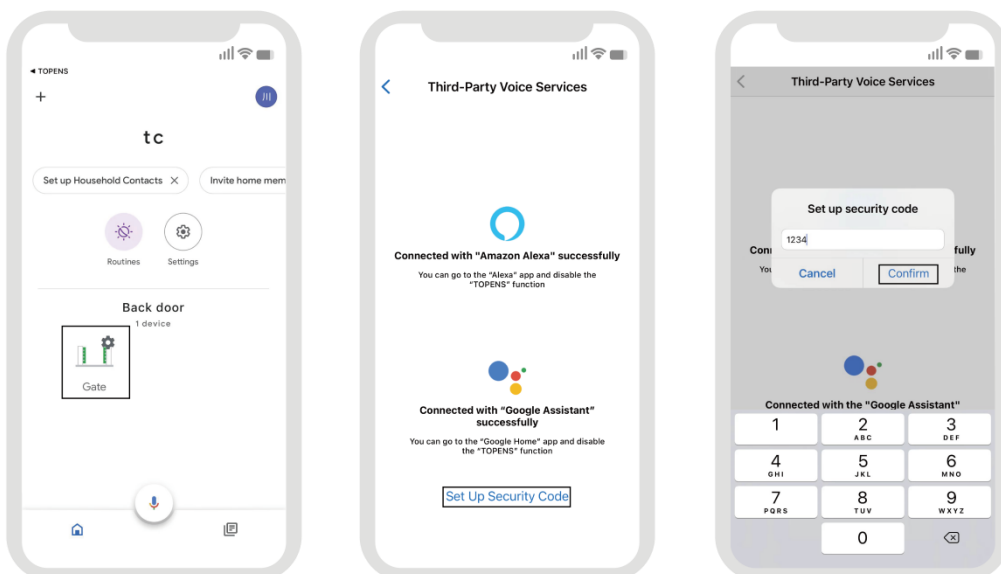 ◄ TOPENS
+
tc
Set up Household Contacts ×
Invite home mem
Routines
Settings
Back door
1 device
Gate
Third-Party Voice Services
Connected with "Amazon Alexa" successfully
You can go to the "Alexa" app and disable the
"TOPENS" function
Connected with "Google Assistant"
successfully
You can go to the "Google Home" app and disable
the "TOPENS" function
Set Up Security Code
Third-Party Voice Services
Set up security code
1234
Conn
fully
You
the
Cancel
Confirm
Connected with the "Google Assistant"
1
2
ABC
3
DEF
4
GHI
5
JKL
6
MNO
7
PQRS
8
TUV
9
WXYZ
0